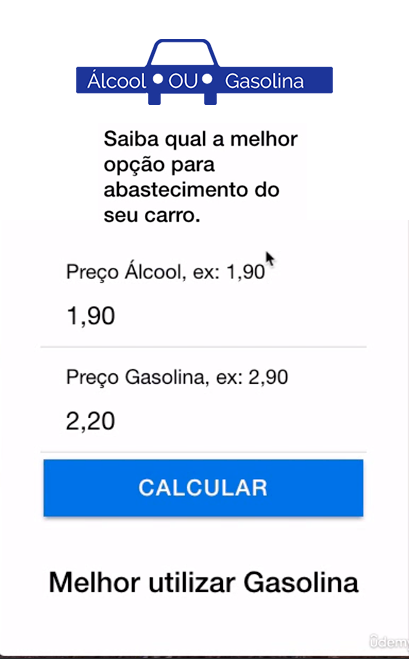 Álcool OU Gasolina
Saiba qual a melhor
opção para
abastecimento do
seu carro.
Preço Álcool, ex: 1,90
1,90
Preço Gasolina, ex: 2,90
2,20
CALCULAR
Melhor utilizar Gasolina